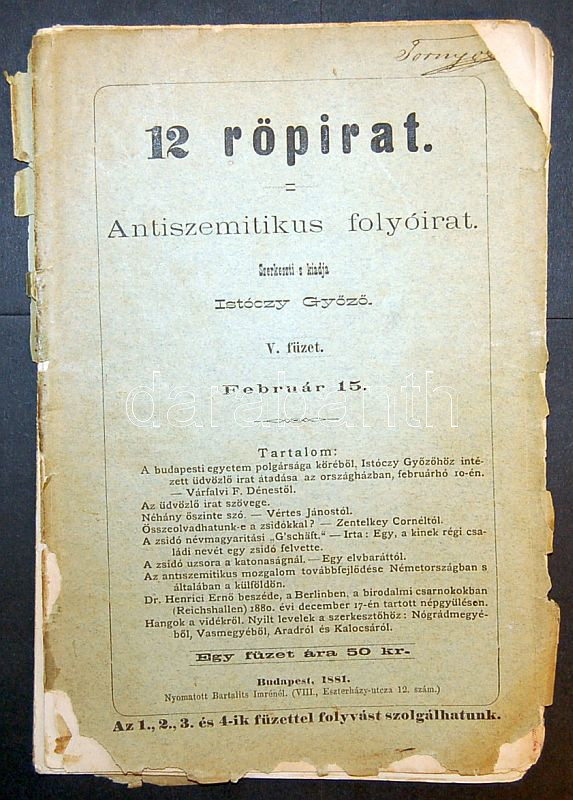 Tornyos
12 röpirat.
Antiszemitikus folyóirat.
Szerkeszti s kiadja
Istóczy Győző.
V. füzet.
Február 15.
darabanth
Tartalom:
A budapesti egyetem polgársága köréből, Istóczy Győzőhöz inté-
zett üdvözlő irat átadása az országházban, februárhó 10-én.
— Várfalvi F. Dénestől.
Az üdvözlő irat szövege.
Néhány őszinte szó. — Vértes Jánostól.
Összeolvadhatunk-e a zsidókkal? — Zentelkey Cornéltól.
A zsidó névmagyaritási „G'schäft." — Irta: Egy, a kinek régi csa-
ládi nevét egy zsidó felvette.
A zsidó uzsora a katonaságnál. — Egy elvbaráttól.
Az antiszemitikus mozgalom továbbfejlődése Németországban s
általában a külföldön.
Dr. Henrici Ernő beszéde, a Berlinben, a birodalmi csarnokokban
(Reichshallen) 1880. évi december 17-én tartott népgyülésen.
Hangok a vidékről. Nyilt levelek a szerkesztőhöz: Nógrádmegyé-
ből, Vasmegyéből, Aradról és Kalocsáról.
Egy füzet ára 50 kr.
Budapest, 1881.
Nyomatott Bartalits Imrénél. (VIII., Eszterházy-utcza 12. szám.)
Az 1., 2., 3. és 4-ik füzettel folyvást szolgálhatunk.